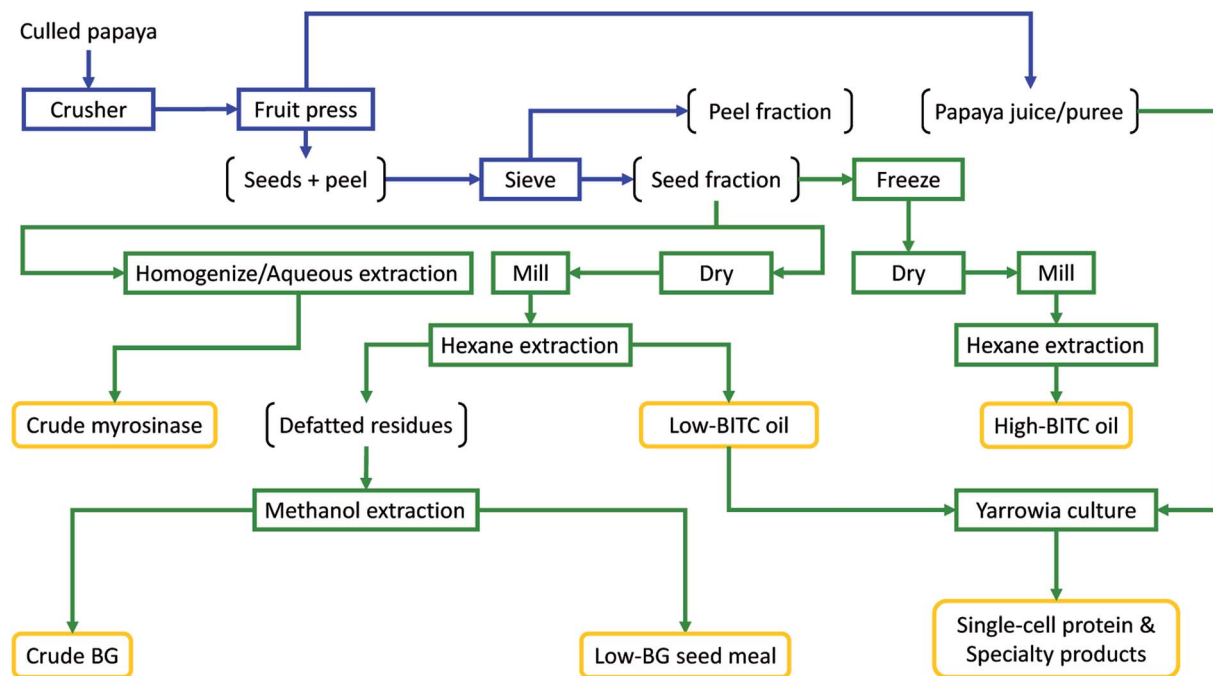 Culled papaya
Crusher
Fruit press
Peel fraction
Papaya juice/puree
Seeds + peel
Sieve
Seed fraction
Freeze
Homogenize/Aqueous extraction
Mill
Dry
Dry
Mill
Hexane extraction
Hexane extraction
Crude myrosinase
Defatted residues
Low-BITC oil
High-BITC oil
Methanol extraction
Yarrowia culture
Crude BG
Low-BG seed meal
Single-cell protein &
Specialty products